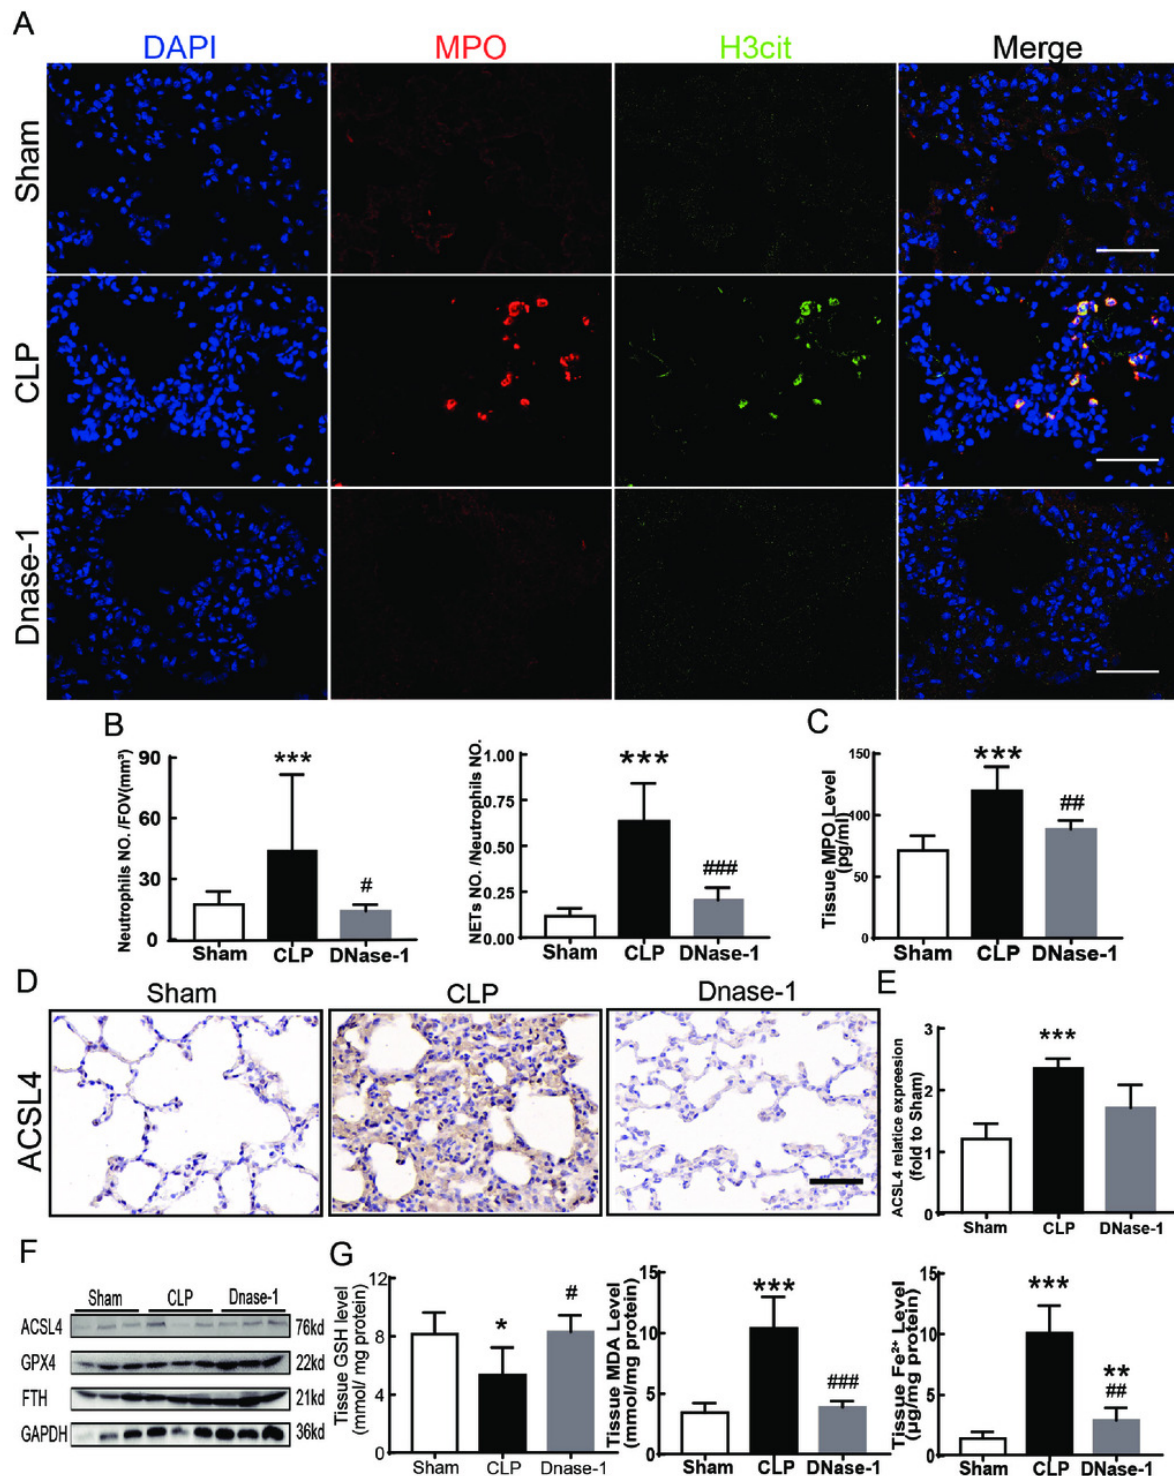 A
DAPI MPO H3cit Merge
Sham
CLP
Dnase-1
B
Neutrophils NO. /FOV(mm²)
90
60
30
0
***
#
Sham CLP DNase-1
NETs NO. /Neutrophils NO.
1.00
0.75
0.50
0.25
0.00
***
###
Sham CLP DNase-1
C
Tissue MPO Level
(pg/ml)
150
100
50
0
***
##
Sham CLP DNase-1
D
Sham CLP Dnase-1
ACSL4
E
ACSL4 relatice expreesion
(fold to Sham)
3
2
1
0
***
Sham CLP DNase-1
F
Sham CLP Dnase-1
ACSL4 76kd
GPX4 22kd
FTH 21kd
GAPDH 36kd
G
Tissue GSH level
(mmol/ mg protein)
12
8
4
0
*
#
Sham CLP Dnase-1
Tissue MDA Level
(mmol/mg protein)
15
10
5
0
***
###
Sham CLP DNase-1
Tissue Fe²⁺ Level
(µg/mg protein)
15
10
5
0
***
**
##
Sham CLP DNase-1